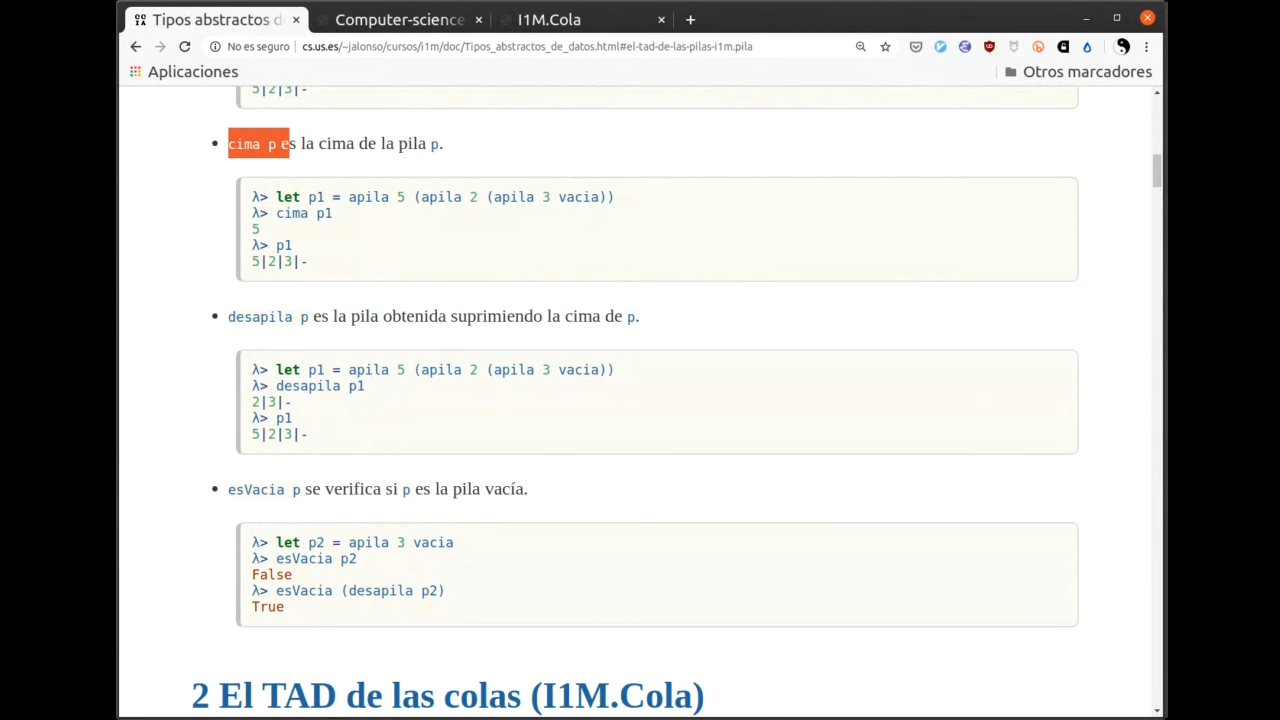 Tipos abstractos d
Computer-science
I1M.Cola
No es seguro | cs.us.es/~jalonso/cursos/i1m/doc/Tipos_abstractos_de_datos.html#el-tad-de-las-pilas-i1m.pila
Aplicaciones
Otros marcadores
5|2|3|-
• cima p es la cima de la pila p.
λ> let p1 = apila 5 (apila 2 (apila 3 vacia))
λ> cima p1
5
λ> p1
5|2|3|-
• desapila p es la pila obtenida suprimiendo la cima de p.
λ> let p1 = apila 5 (apila 2 (apila 3 vacia))
λ> desapila p1
2|3|-
λ> p1
5|2|3|-
• esVacia p se verifica si p es la pila vacía.
λ> let p2 = apila 3 vacia
λ> esVacia p2
False
λ> esVacia (desapila p2)
True
2 El TAD de las colas (I1M.Cola)